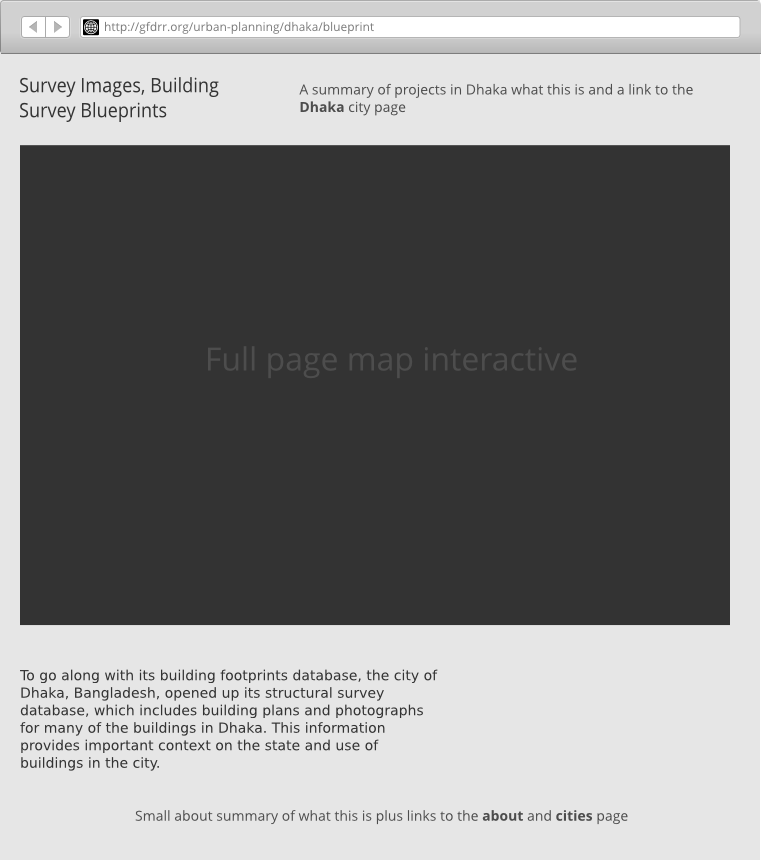 http://gfdrr.org/urban-planning/dhaka/blueprint
Survey Images, Building
Survey Blueprints
A summary of projects in Dhaka what this is and a link to the
Dhaka city page
Full page map interactive
To go along with its building footprints database, the city of
Dhaka, Bangladesh, opened up its structural survey
database, which includes building plans and photographs
for many of the buildings in Dhaka. This information
provides important context on the state and use of
buildings in the city.
Small about summary of what this is plus links to the about and cities page